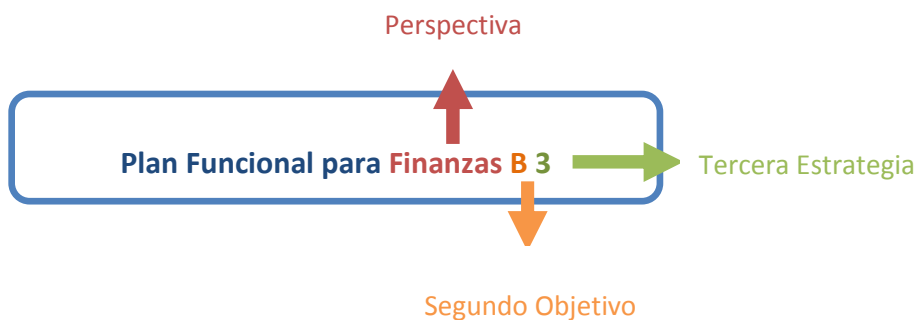 Perspectiva
Plan Funcional para Finanzas B 3
Tercera Estrategia
Segundo Objetivo